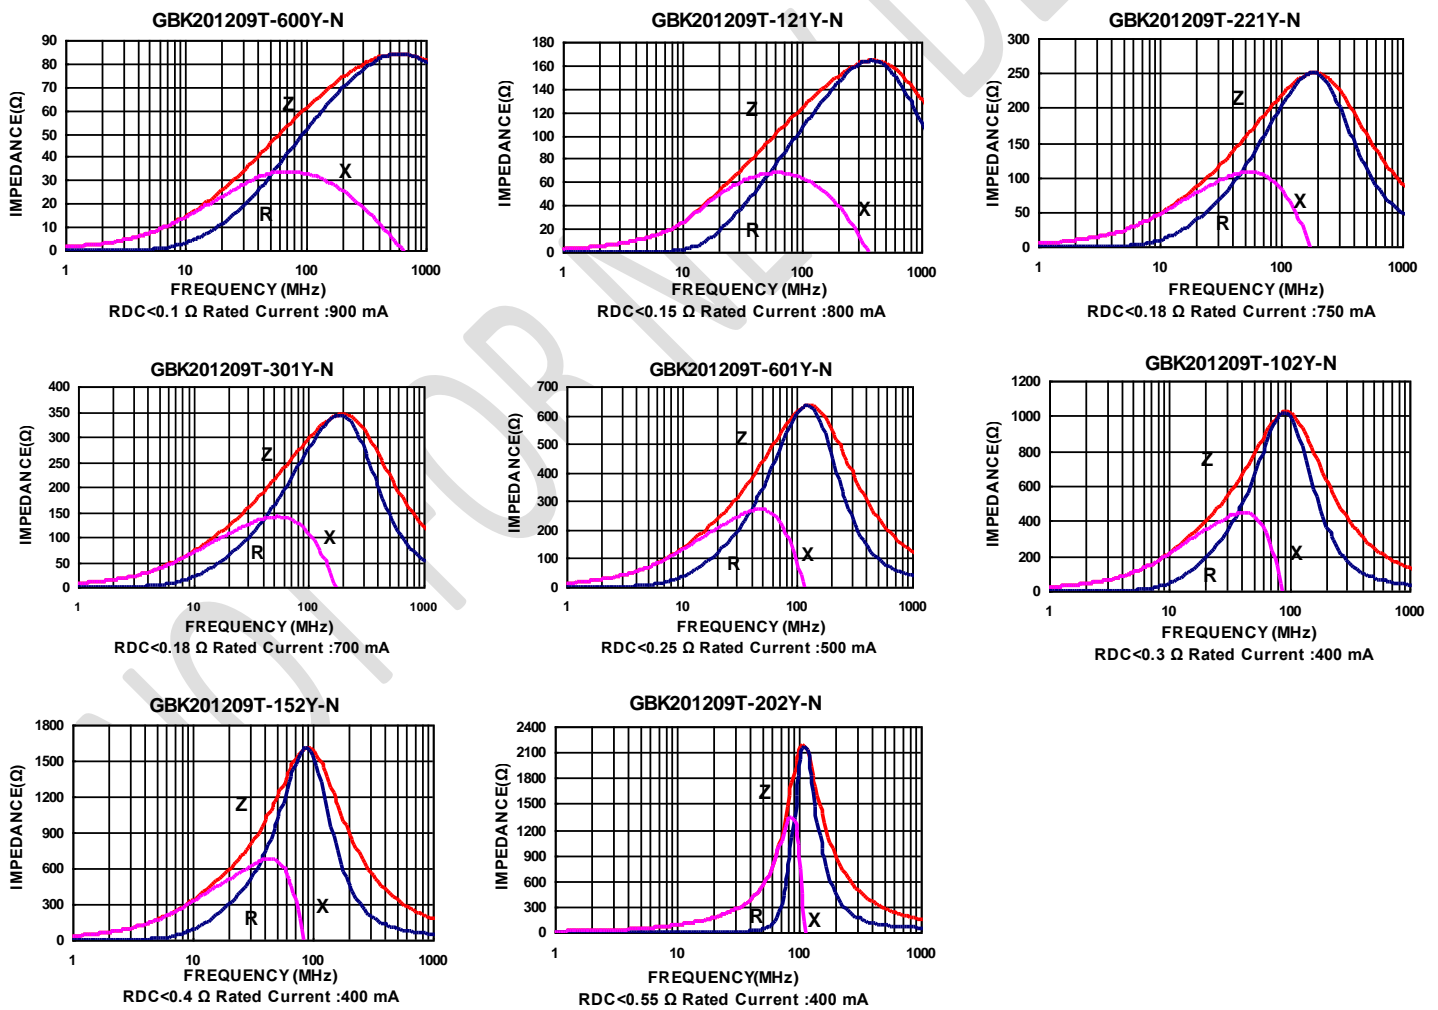 GBK201209T-600Y-N
IMPEDANCE(Ω)
90
80
70
60
50
40
30
20
10
0
Z
X
R
1 10 100 1000
FREQUENCY (MHz)
RDC<0.1 Ω Rated Current :900 mA
GBK201209T-121Y-N
IMPEDANCE(Ω)
180
160
140
120
100
80
60
40
20
0
Z
X
R
1 10 100 1000
FREQUENCY (MHz)
RDC<0.15 Ω Rated Current :800 mA
GBK201209T-221Y-N
IMPEDANCE(Ω)
300
250
200
150
100
50
0
Z
X
R
1 10 100 1000
FREQUENCY (MHz)
RDC<0.18 Ω Rated Current :750 mA
GBK201209T-301Y-N
IMPEDANCE(Ω)
400
350
300
250
200
150
100
50
0
Z
X
R
1 10 100 1000
FREQUENCY (MHz)
RDC<0.18 Ω Rated Current :700 mA
GBK201209T-601Y-N
IMPEDANCE(Ω)
700
600
500
400
300
200
100
0
Z
X
R
1 10 100 1000
FREQUENCY (MHz)
RDC<0.25 Ω Rated Current :500 mA
GBK201209T-102Y-N
IMPEDANCE(Ω)
1200
1000
800
600
400
200
0
Z
X
R
1 10 100 1000
FREQUENCY (MHz)
RDC<0.3 Ω Rated Current :400 mA
GBK201209T-152Y-N
IMPEDANCE(Ω)
1800
1500
1200
900
600
300
0
Z
X
R
1 10 100 1000
FREQUENCY (MHz)
RDC<0.4 Ω Rated Current :400 mA
GBK201209T-202Y-N
IMPEDANCE(Ω)
2400
2100
1800
1500
1200
900
600
300
0
Z
R
X
1 10 100 1000
FREQUENCY(MHz)
RDC<0.55 Ω Rated Current :400 mA
NOT FOR